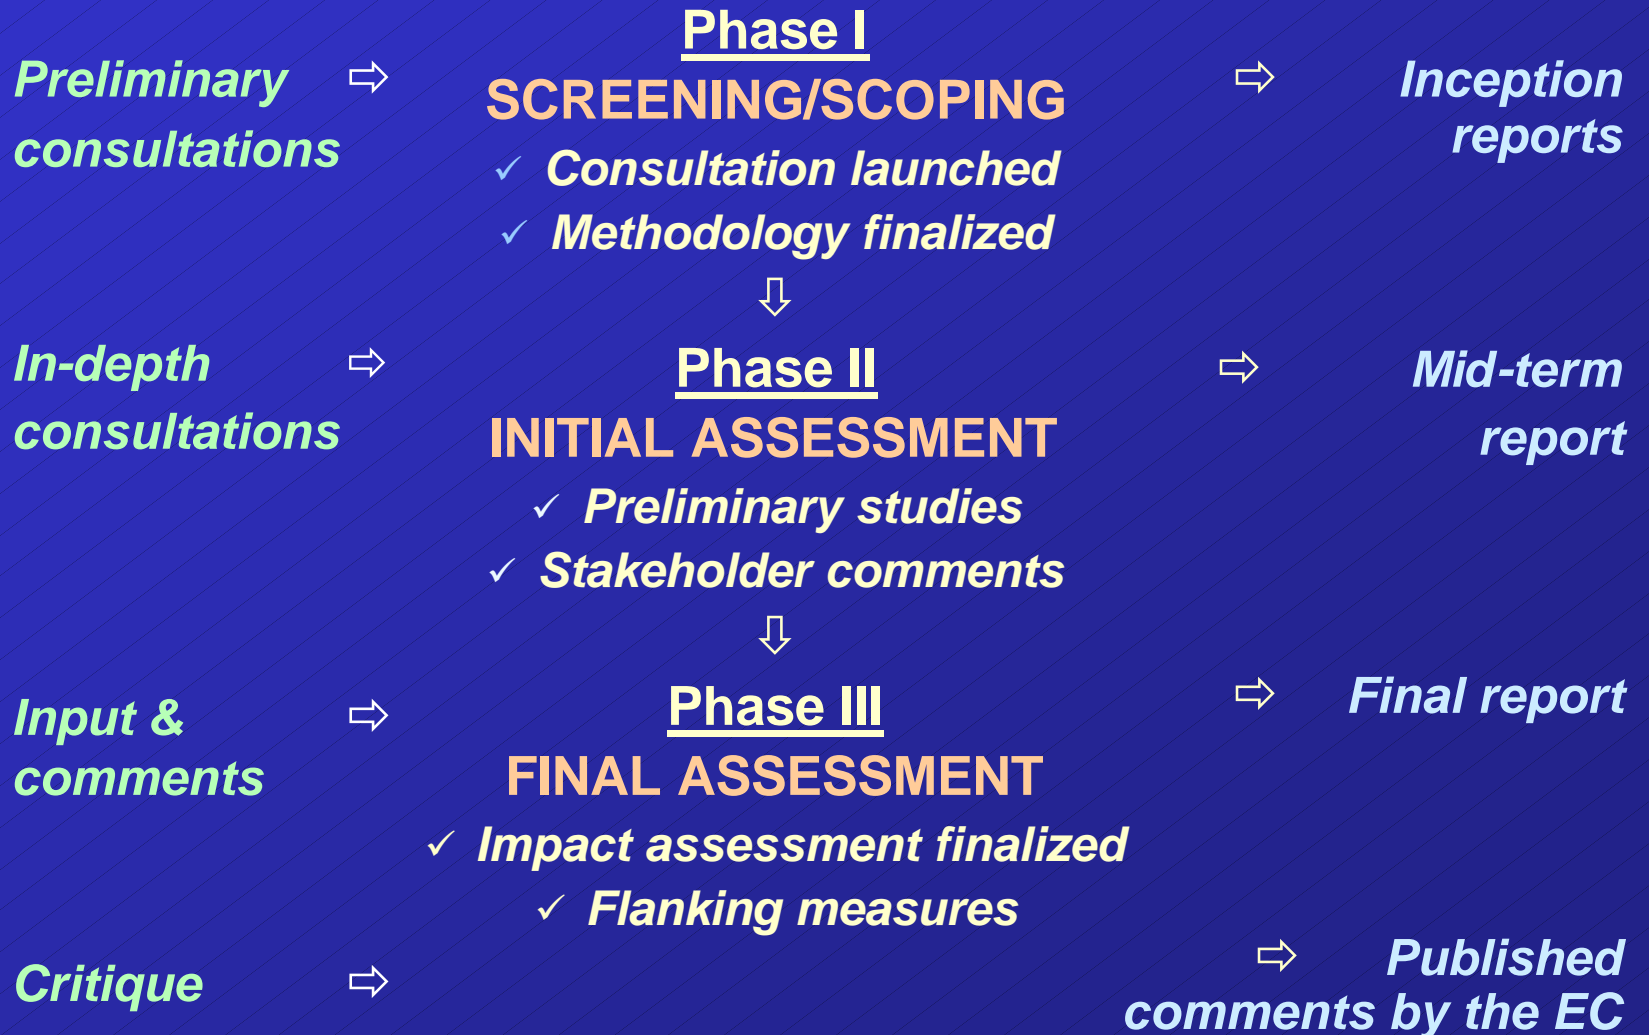 Phase I
Preliminary ⇨ SCREENING/SCOPING ⇨ Inception
consultations reports
✓ Consultation launched
✓ Methodology finalized
⇩
In-depth ⇨ Phase II ⇨ Mid-term
consultations INITIAL ASSESSMENT report
✓ Preliminary studies
✓ Stakeholder comments
⇩
Input & ⇨ Phase III ⇨ Final report
comments FINAL ASSESSMENT
✓ Impact assessment finalized
✓ Flanking measures
Critique ⇨ ⇨ Published
comments by the EC